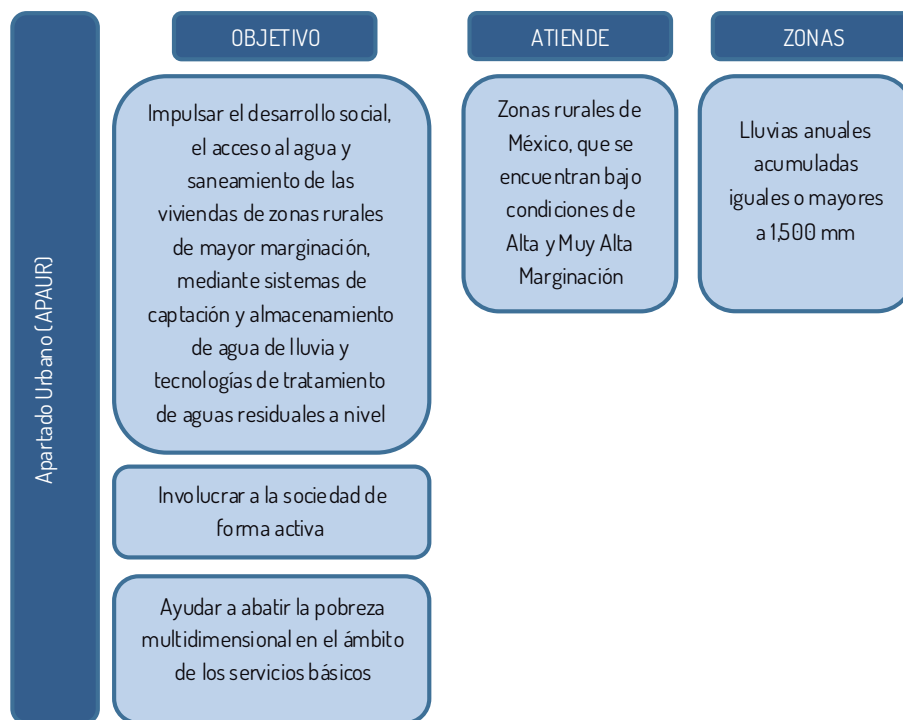 Apartado Urbano (APAUR)
OBJETIVO
Impulsar el desarrollo social,
el acceso al agua y
saneamiento de las
viviendas de zonas rurales
de mayor marginación,
mediante sistemas de
captación y almacenamiento
de agua de lluvia y
tecnologías de tratamiento
de aguas residuales a nivel
Involucrar a la sociedad de
forma activa
Ayudar a abatir la pobreza
multidimensional en el ámbito
de los servicios básicos
ATIENDE
Zonas rurales de
México, que se
encuentran bajo
condiciones de
Alta y Muy Alta
Marginación
ZONAS
Lluvias anuales
acumuladas
iguales o mayores
a 1,500 mm